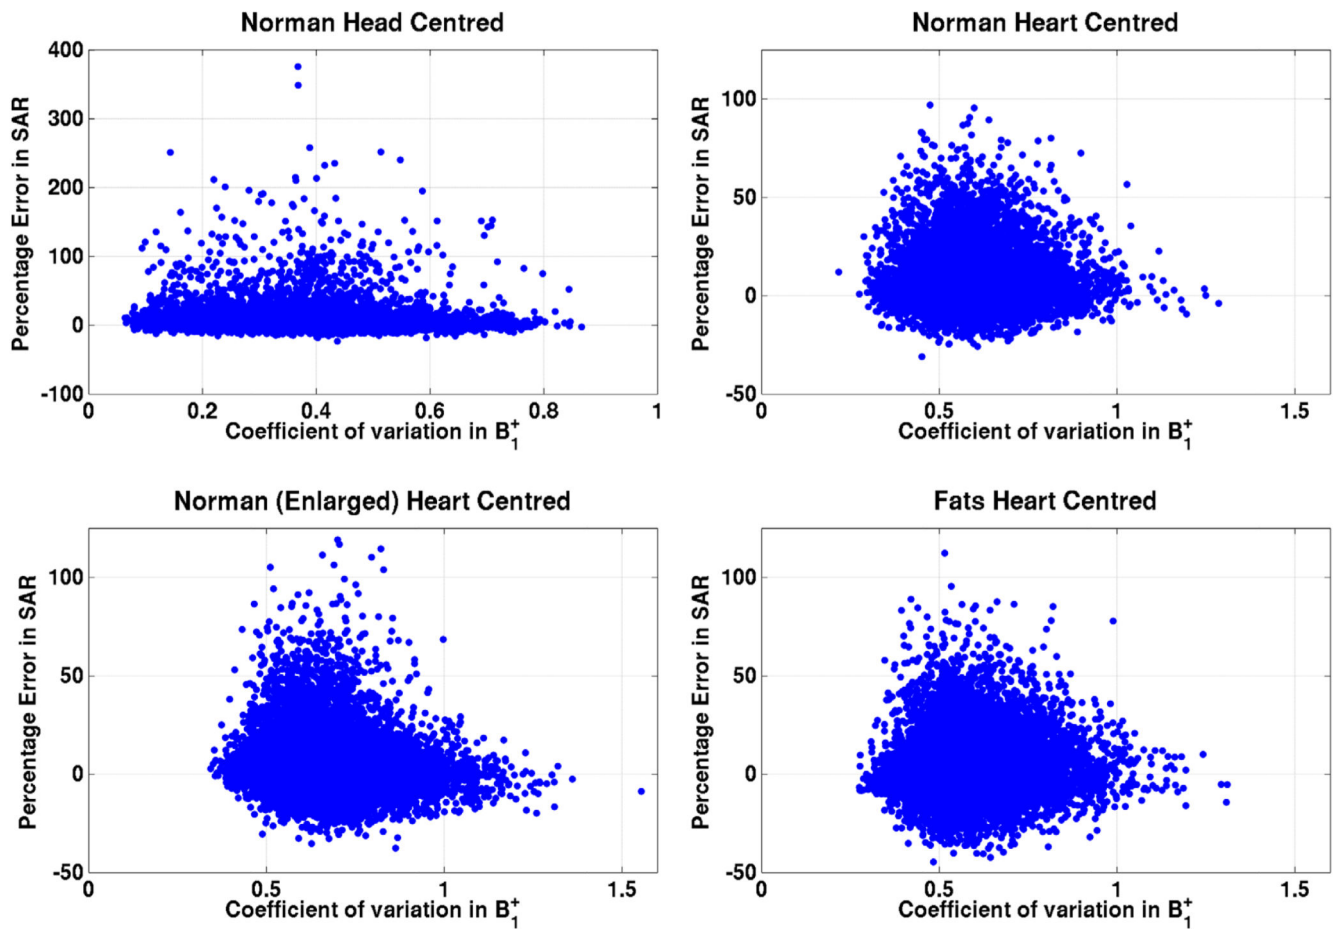 Norman Head Centred
400
300
200
100
0
-100
Percentage Error in SAR
0 0.2 0.4 0.6 0.8 1
Coefficient of variation in B₁⁺
Norman Heart Centred
100
50
0
-50
Percentage Error in SAR
0 0.5 1 1.5
Coefficient of variation in B₁⁺
Norman (Enlarged) Heart Centred
100
50
0
-50
Percentage Error in SAR
0 0.5 1 1.5
Coefficient of variation in B₁⁺
Fats Heart Centred
100
50
0
-50
Percentage Error in SAR
0 0.5 1 1.5
Coefficient of variation in B₁⁺